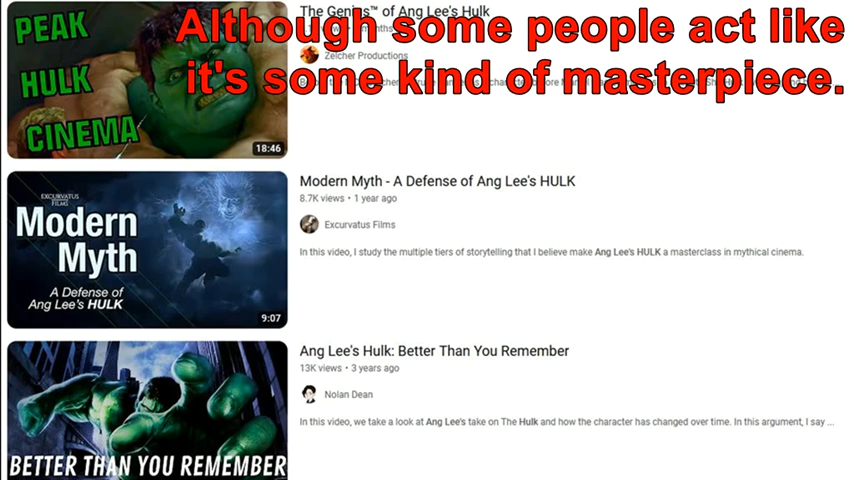 PEAK
HULK
CINEMA
18:46
The Genius™ of Ang Lee's Hulk
Although some people act like
it's some kind of masterpiece.
Zelcher Productions
EXCURVATUS
FILMS
Modern
Myth
A Defense of
Ang Lee's HULK
9:07
Modern Myth - A Defense of Ang Lee's HULK
8.7K views • 1 year ago
Excurvatus Films
In this video, I study the multiple tiers of storytelling that I believe make Ang Lee's HULK a masterclass in mythical cinema.
BETTER THAN YOU REMEMBER
Ang Lee's Hulk: Better Than You Remember
13K views • 3 years ago
Nolan Dean
In this video, we take a look at Ang Lee's take on The Hulk and how the character has changed over time. In this argument, I say ...